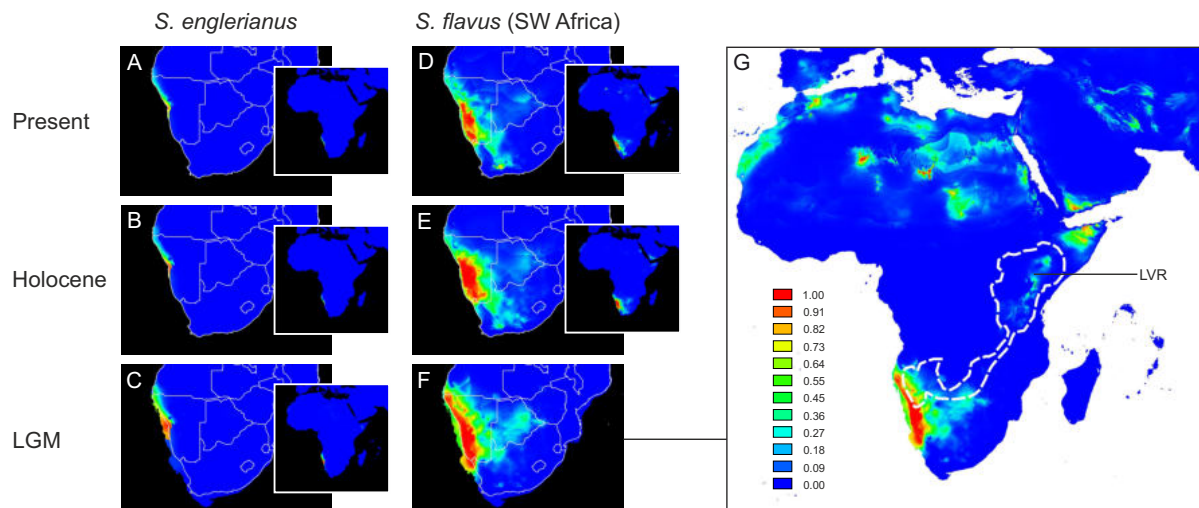 S. englerianus
S. flavus (SW Africa)
Present
A
D
G
Holocene
B
E
LGM
C
F
LVR
1.00
0.91
0.82
0.73
0.64
0.55
0.45
0.36
0.27
0.18
0.09
0.00